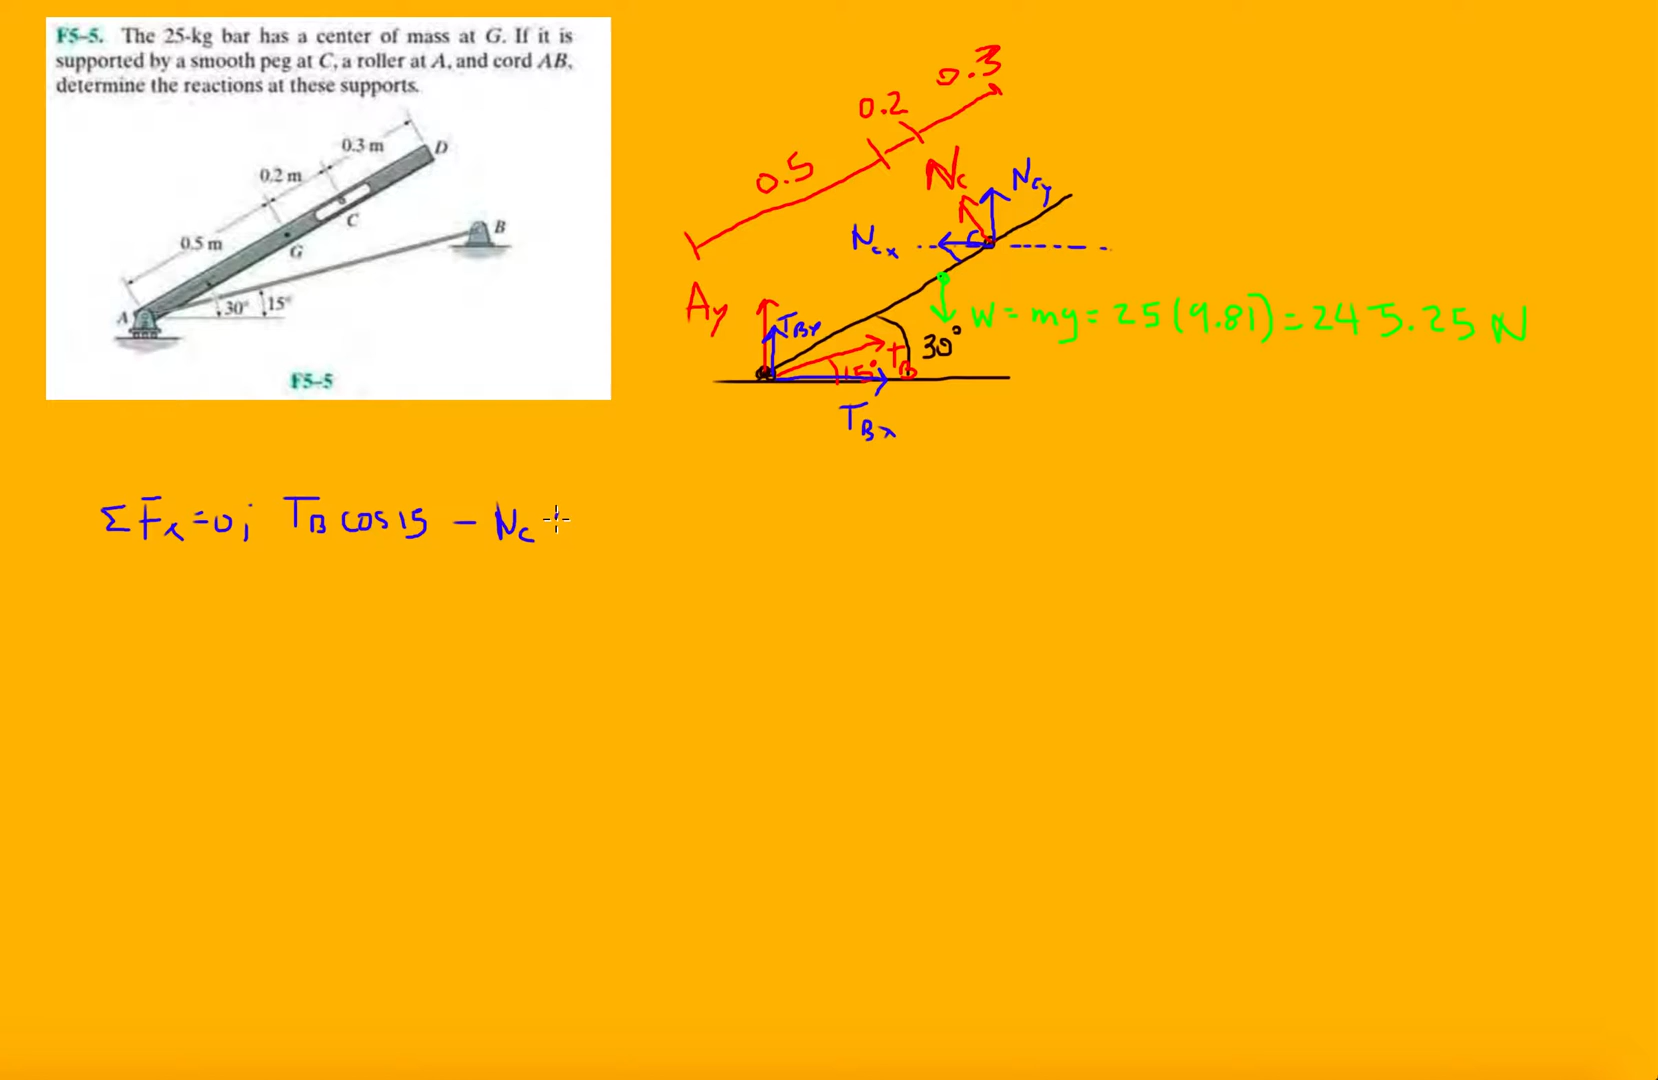 F5–5. The 25-kg bar has a center of mass at G. If it is
supported by a smooth peg at C, a roller at A, and cord AB,
determine the reactions at these supports.
0.3 m
D
0.2 m
C
B
0.5 m
G
30° 15°
A
F5–5
0.3
0.2
0.5
Nc Ncy
Ncx
Ay
TBy
W = mg = 25(9.81) = 245.25 N
30°
15° TB
TBx
ΣFx=0; TB cos15 – Nc